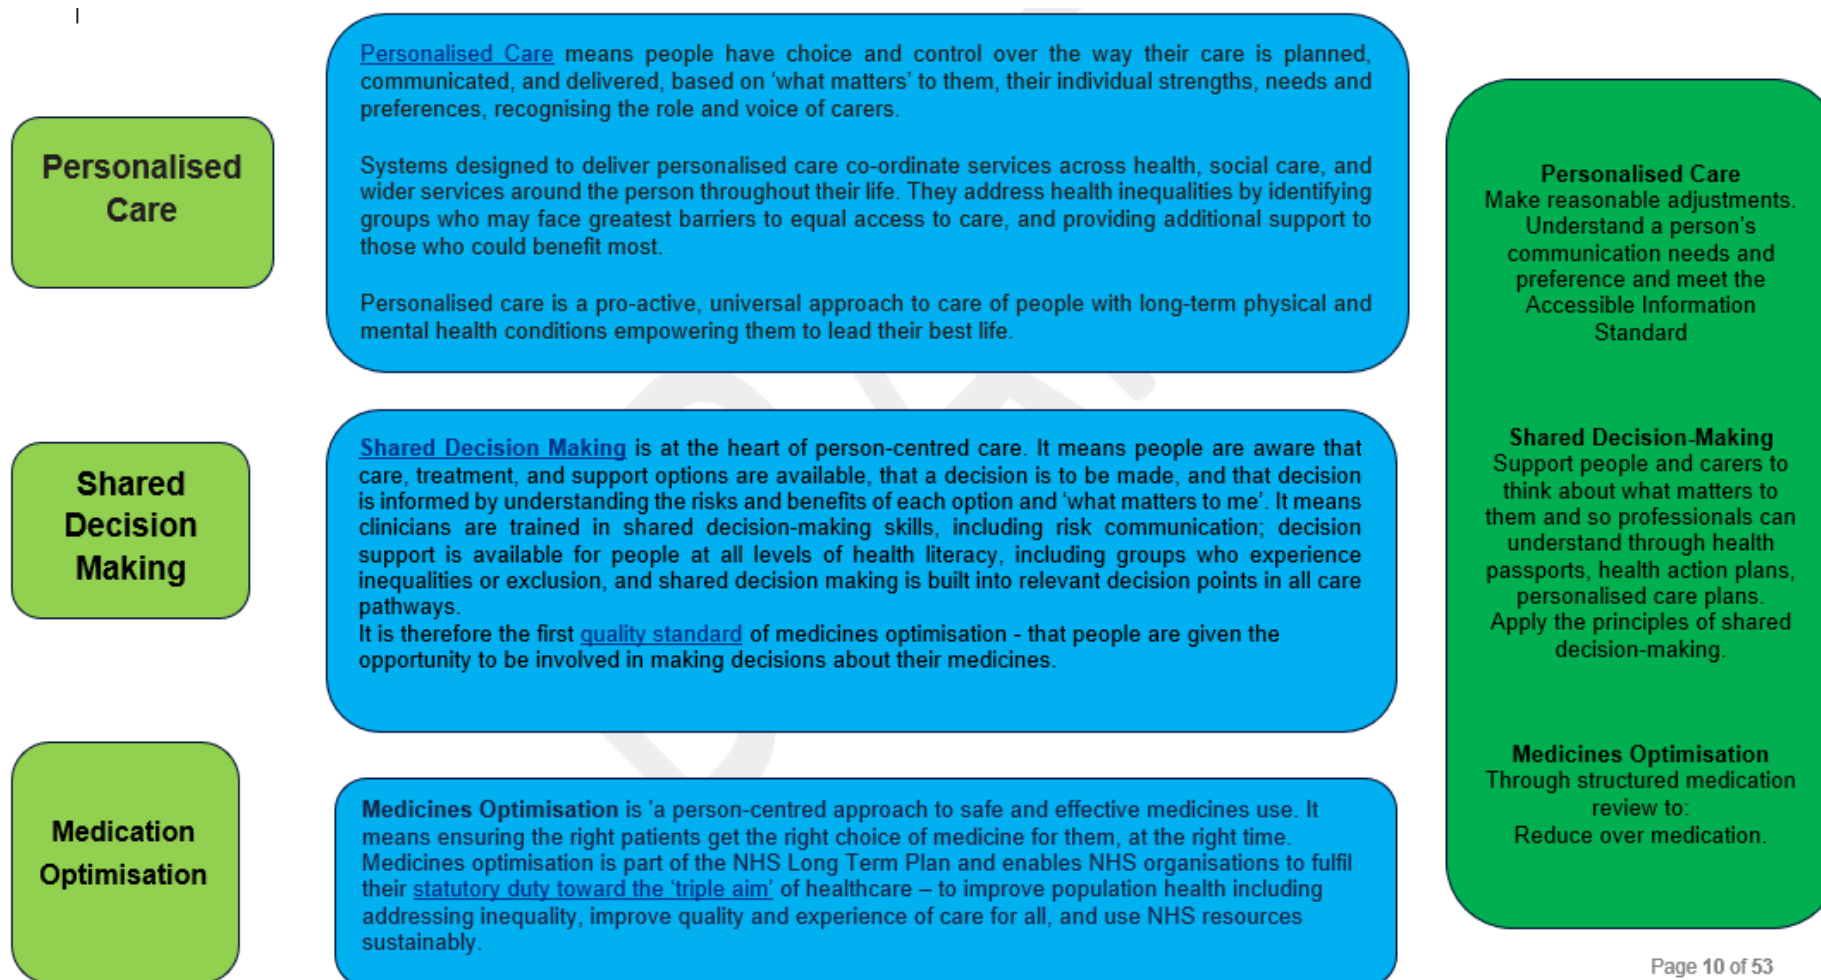 Personalised
Care
Personalised Care means people have choice and control over the way their care is planned,
communicated, and delivered, based on ‘what matters’ to them, their individual strengths, needs and
preferences, recognising the role and voice of carers.
Systems designed to deliver personalised care co-ordinate services across health, social care, and
wider services around the person throughout their life. They address health inequalities by identifying
groups who may face greatest barriers to equal access to care, and providing additional support to
those who could benefit most.
Personalised care is a pro-active, universal approach to care of people with long-term physical and
mental health conditions empowering them to lead their best life.
Shared
Decision
Making
Shared Decision Making is at the heart of person-centred care. It means people are aware that
care, treatment, and support options are available, that a decision is to be made, and that decision
is informed by understanding the risks and benefits of each option and ‘what matters to me’. It means
clinicians are trained in shared decision-making skills, including risk communication; decision
support is available for people at all levels of health literacy, including groups who experience
inequalities or exclusion, and shared decision making is built into relevant decision points in all care
pathways.
It is therefore the first quality standard of medicines optimisation - that people are given the
opportunity to be involved in making decisions about their medicines.
Medication
Optimisation
Medicines Optimisation is 'a person-centred approach to safe and effective medicines use. It
means ensuring the right patients get the right choice of medicine for them, at the right time.
Medicines optimisation is part of the NHS Long Term Plan and enables NHS organisations to fulfil
their statutory duty toward the ‘triple aim’ of healthcare – to improve population health including
addressing inequality, improve quality and experience of care for all, and use NHS resources
sustainably.
Personalised Care
Make reasonable adjustments.
Understand a person’s
communication needs and
preference and meet the
Accessible Information
Standard
Shared Decision-Making
Support people and carers to
think about what matters to
them and so professionals can
understand through health
passports, health action plans,
personalised care plans.
Apply the principles of shared
decision-making.
Medicines Optimisation
Through structured medication
review to:
Reduce over medication.
Page 10 of 53